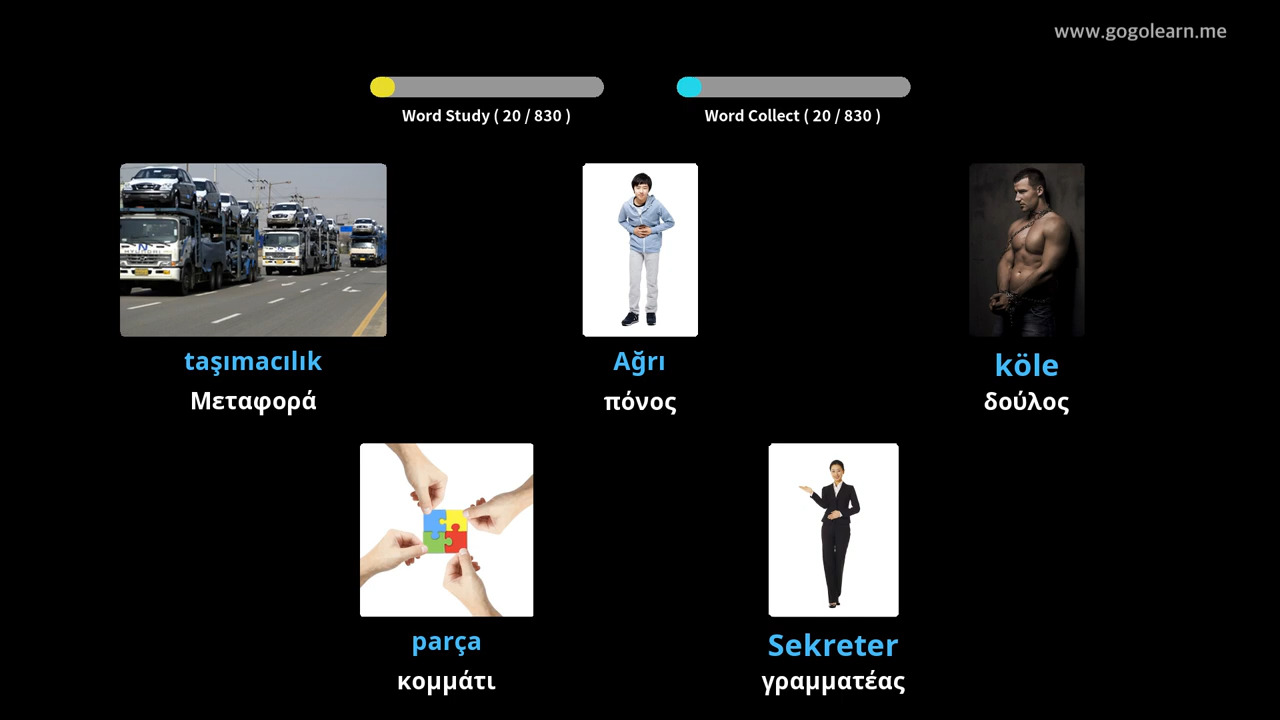 www.gogolearn.me
Word Study ( 20 / 830 )
Word Collect ( 20 / 830 )
taşımacılık
Μεταφορά
Ağrı
πόνος
köle
δούλος
parça
κομμάτι
Sekreter
γραμματέας